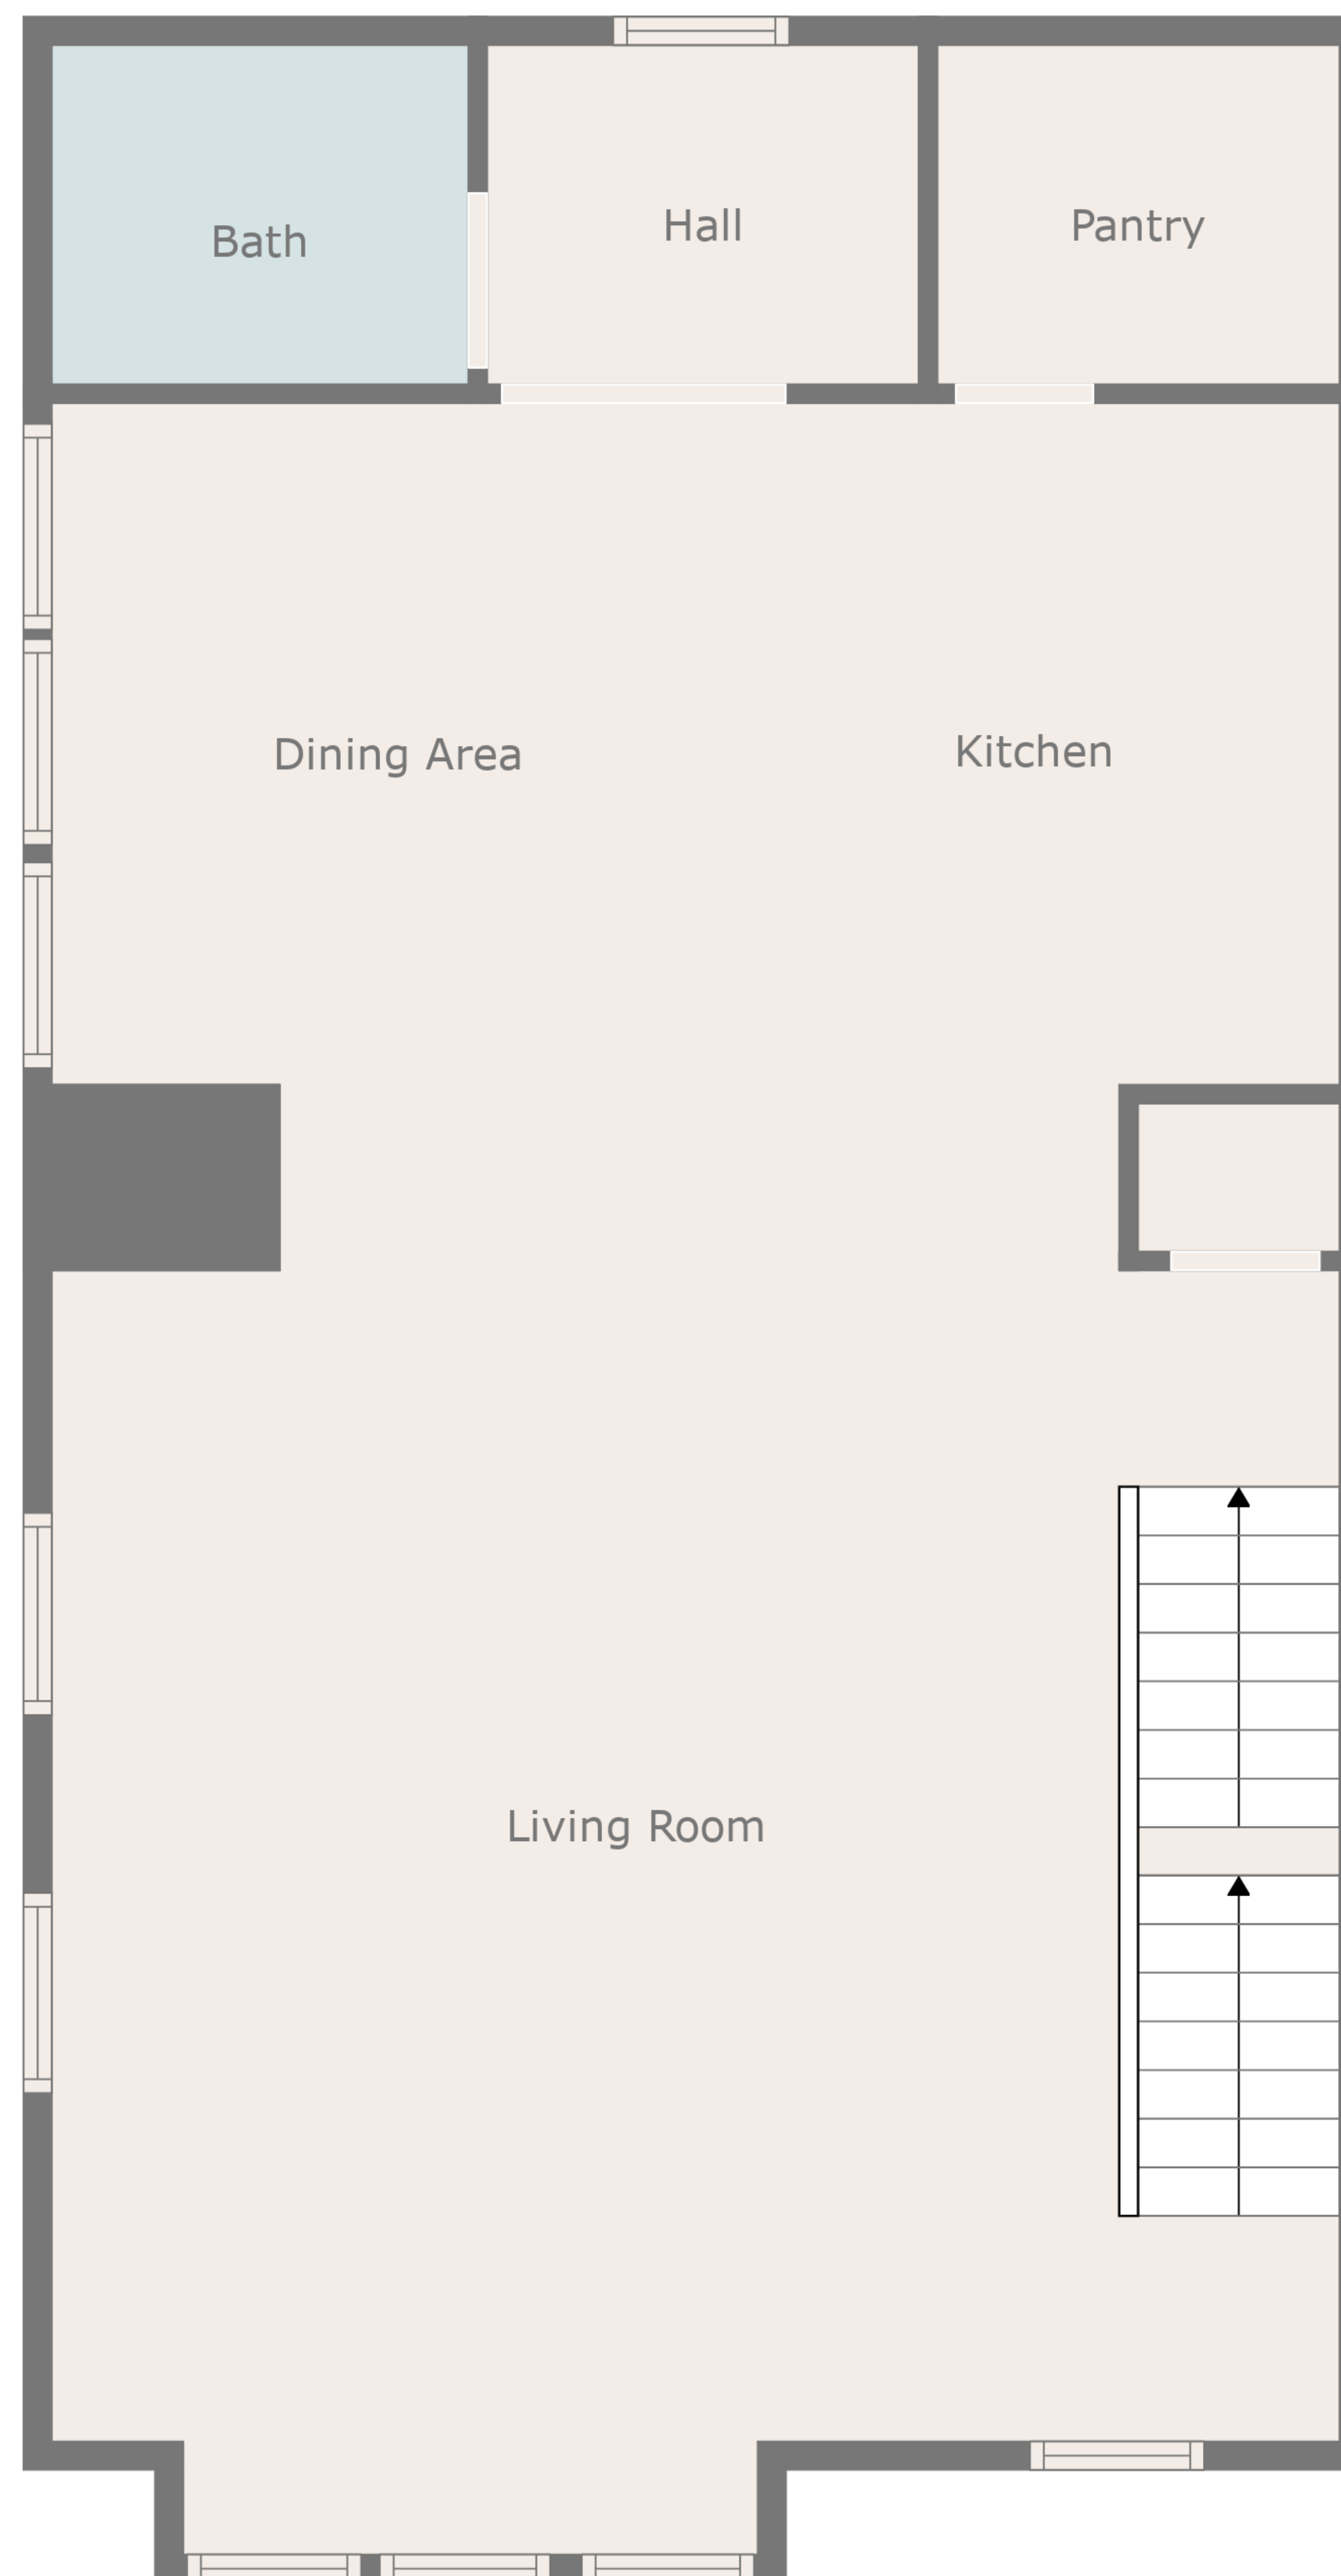 Bath
Hall
Pantry
Dining Area
Kitchen
Living Room